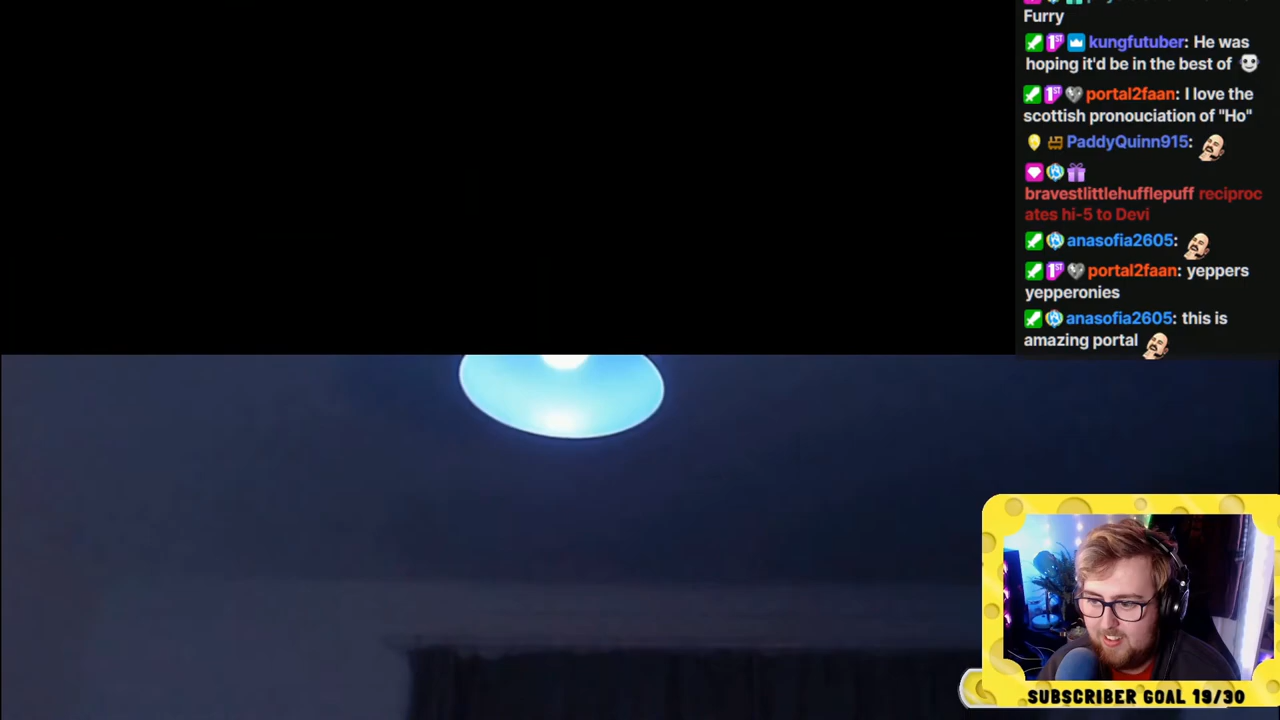 Furry
kungfutuber: He was
hoping it'd be in the best of
portal2faan: I love the
scottish pronouciation of "Ho"
PaddyQuinn915:
bravestlittlehufflepuff reciproc
ates hi-5 to Devi
anasofia2605:
portal2faan: yeppers
yepperonies
anasofia2605: this is
amazing portal
SUBSCRIBER GOAL 19/30